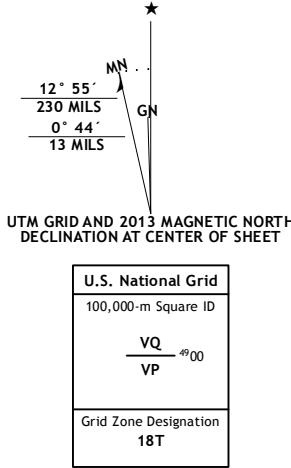 ★
MN
GN
12° 55´
230 MILS
0° 44´
13 MILS
UTM GRID AND 2013 MAGNETIC NORTH
DECLINATION AT CENTER OF SHEET
U.S. National Grid
100,000-m Square ID
VQ
4900
VP
Grid Zone Designation
18T